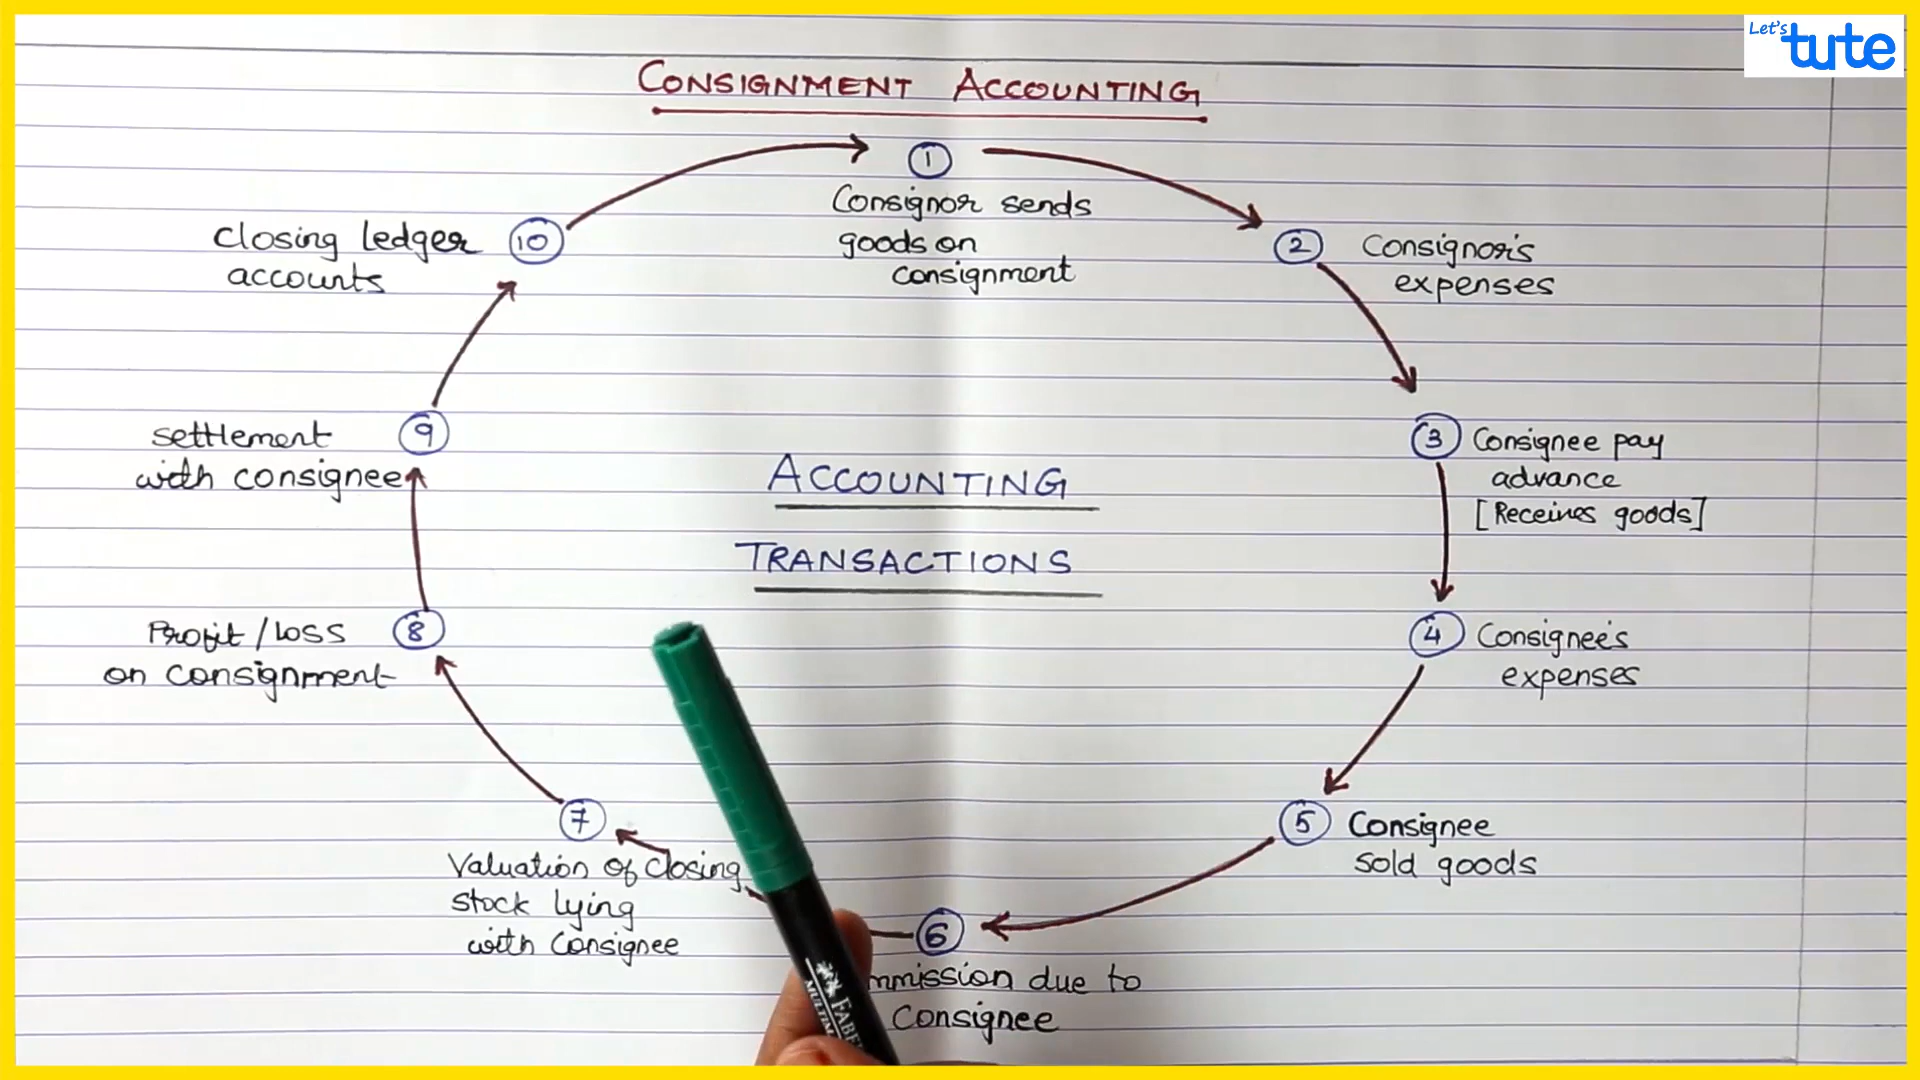 Let's
tute
CONSIGNMENT ACCOUNTING
1
Consignor sends
goods on
consignment
2
Consignor's
expenses
3
Consignee pay
advance
[Receives goods]
4
Consignee's
expenses
5
Consignee
sold goods
6
due to
Consignee
7
Valuation of closing
stock lying
with Consignee
8
Profit / Loss
on consignment
9
settlement
with consignee
10
closing ledger
accounts
ACCOUNTING
TRANSACTIONS